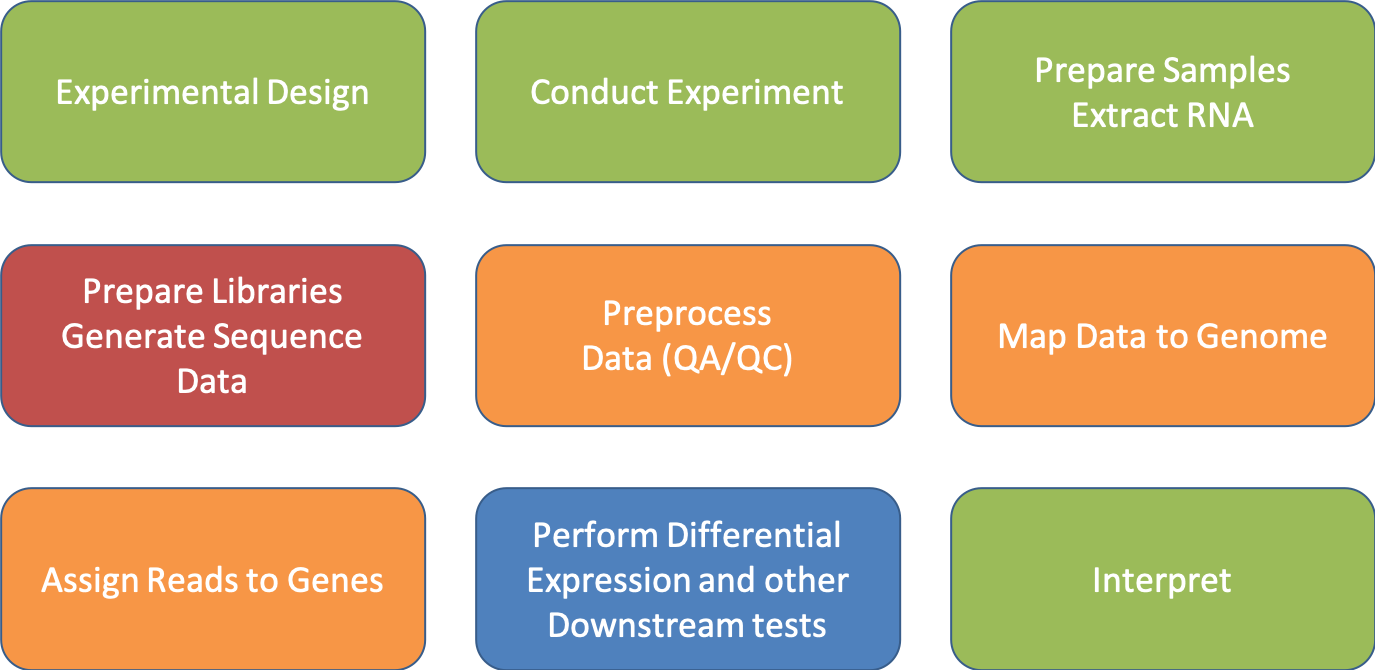 Experimental Design
Conduct Experiment
Prepare Samples
Extract RNA
Prepare Libraries
Generate Sequence
Data
Preprocess
Data (QA/QC)
Map Data to Genome
Assign Reads to Genes
Perform Differential
Expression and other
Downstream tests
Interpret